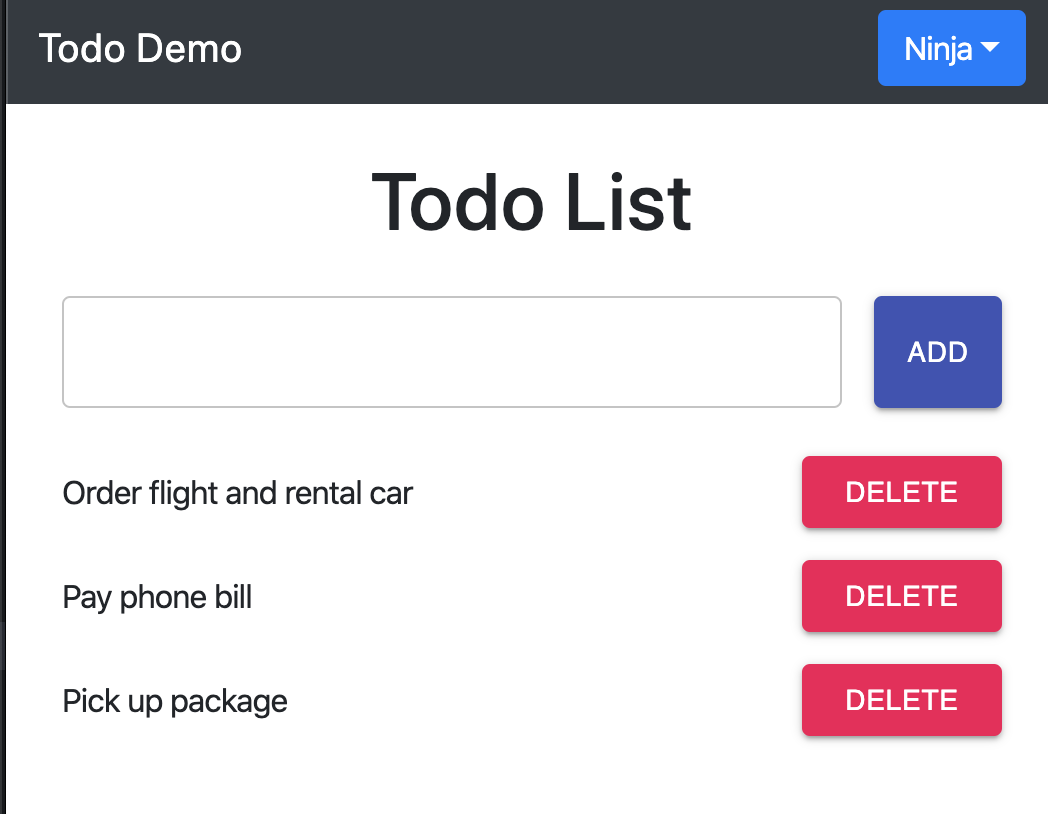 Todo Demo
Ninja
Todo List
ADD
Order flight and rental car
DELETE
Pay phone bill
DELETE
Pick up package
DELETE